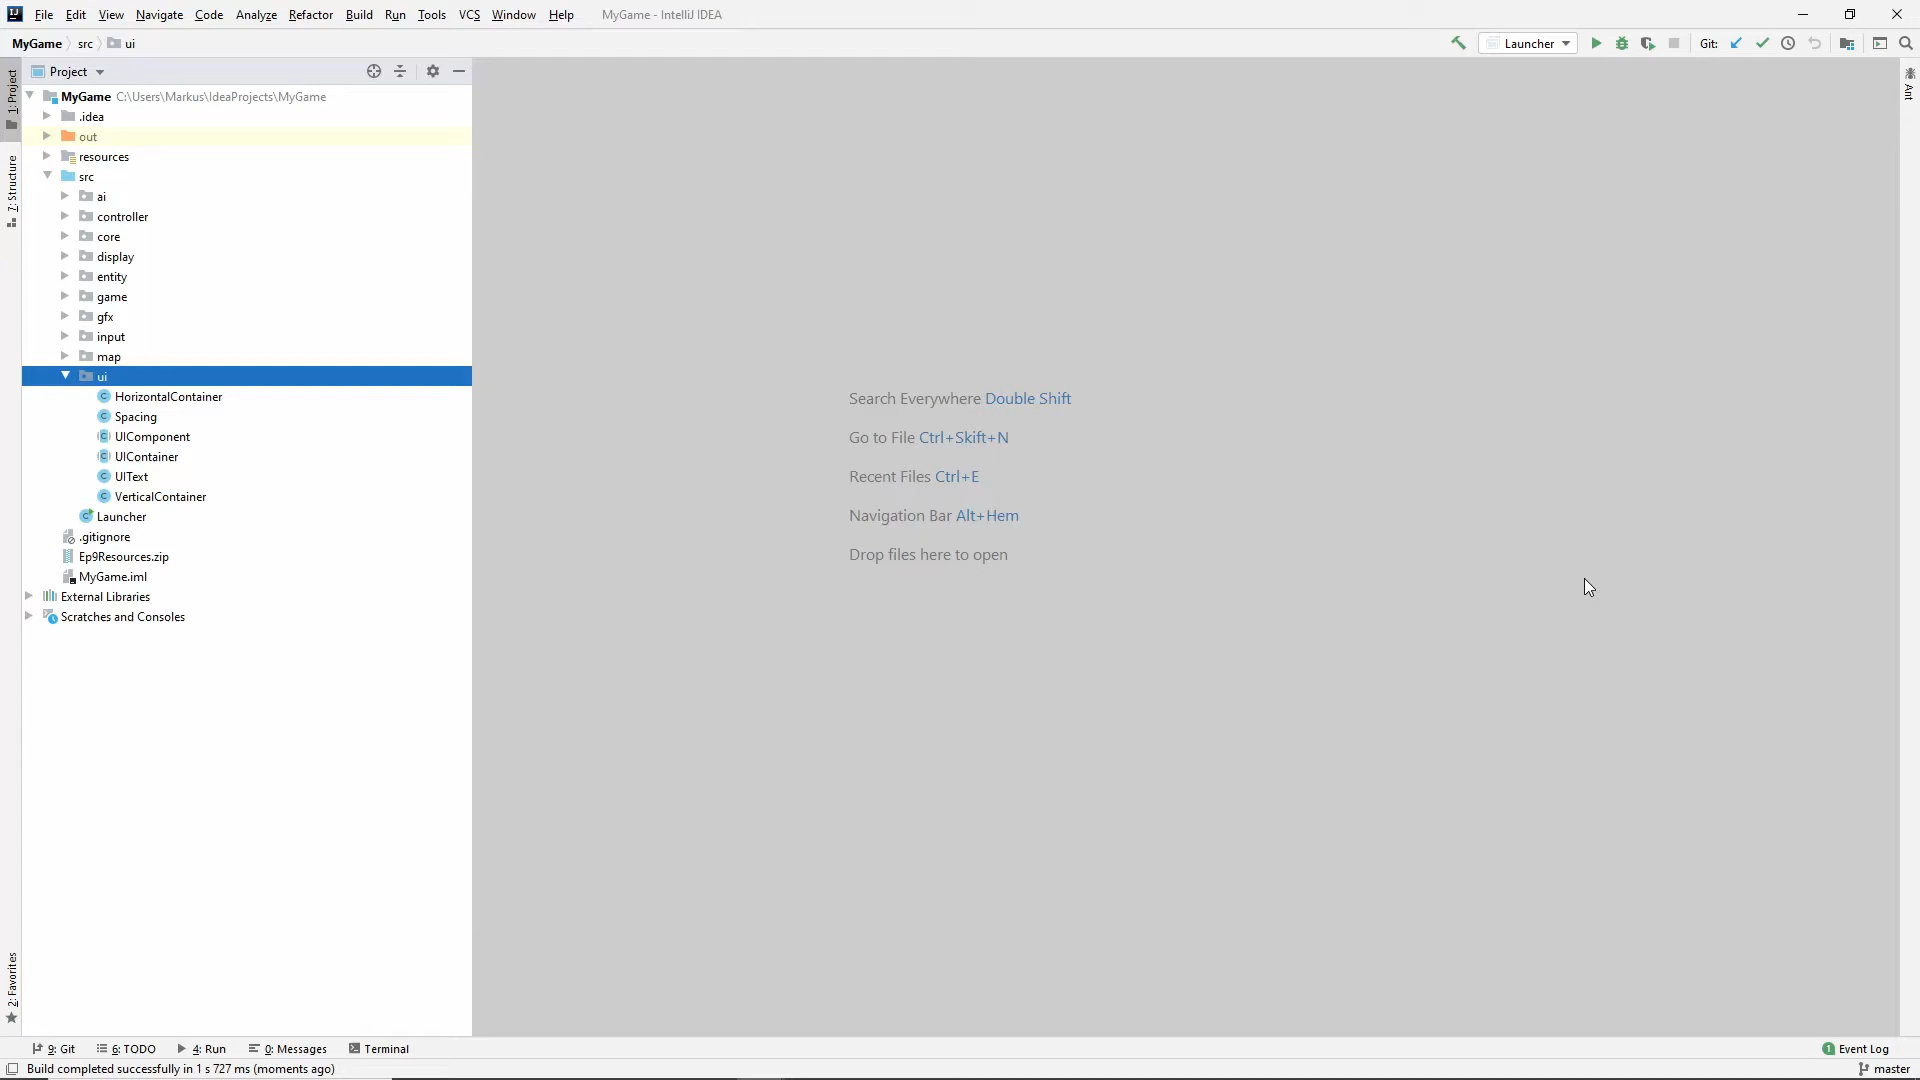 File Edit View Navigate Code Analyze Refactor Build Run Tools VCS Window Help MyGame - IntelliJ IDEA
MyGame src ui Launcher Git:
1: Project
Project
MyGame C:\Users\Markus\IdeaProjects\MyGame
.idea
out
resources
src
ai
controller
core
display
entity
game
gfx
input
map
ui
HorizontalContainer
Spacing
UIComponent
UIContainer
UIText
VerticalContainer
Launcher
.gitignore
Ep9Resources.zip
MyGame.iml
External Libraries
Scratches and Consoles
7: Structure
2: Favorites
Search Everywhere Double Shift
Go to File Ctrl+Skift+N
Recent Files Ctrl+E
Navigation Bar Alt+Hem
Drop files here to open
Ant
9: Git 6: TODO 4: Run 0: Messages Terminal 1 Event Log
Build completed successfully in 1 s 727 ms (moments ago) master